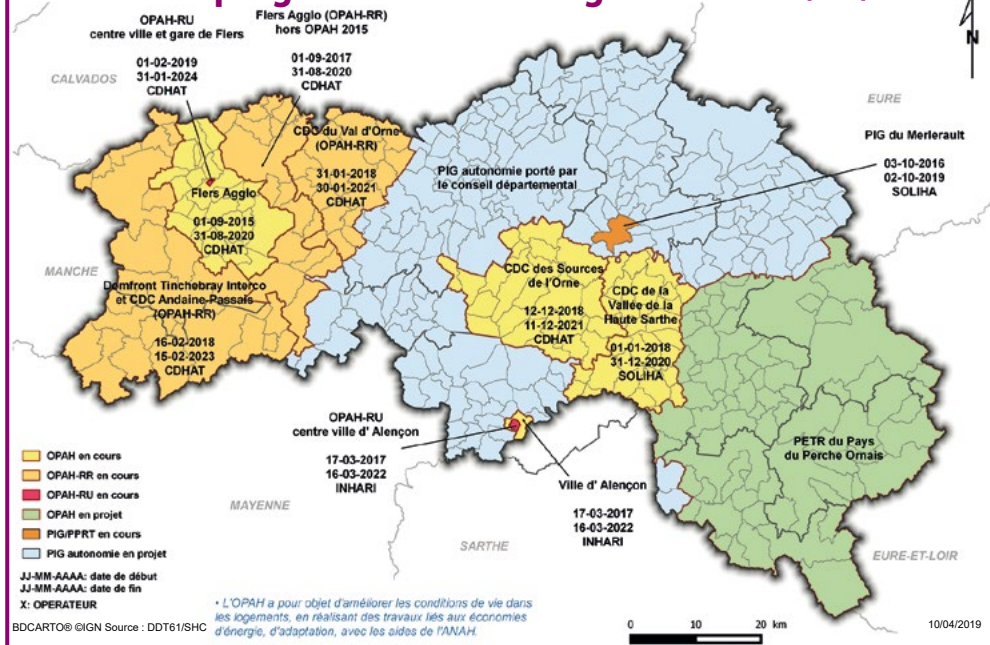 OPAH-RU
centre ville et gare de Flers
01-02-2019
31-01-2024
CDHAT
Flers Agglo (OPAH-RR)
hors OPAH 2015
01-09-2017
31-08-2020
CDHAT
N
CALVADOS
EURE
CDC du Val d'Orne
(OPAH-RR)
31-01-2018
30-01-2021
CDHAT
PIG autonomie porté par
le conseil départemental
PIG du Merlerault
03-10-2016
02-10-2019
SOLIHA
Flers Agglo
01-09-2015
31-08-2020
CDHAT
MANCHE
Domfront Tinchebray Interco
et CDC Andaine-Passais
(OPAH-RR)
16-02-2018
15-02-2023
CDHAT
CDC des Sources
de l'Orne
12-12-2018
11-12-2021
CDHAT
CDC de la
Vallée de la
Haute Sarthe
01-01-2018
31-12-2020
SOLIHA
OPAH-RU
centre ville d' Alençon
17-03-2017
16-03-2022
INHARI
Ville d' Alençon
17-03-2017
16-03-2022
INHARI
PETR du Pays
du Perche Ornais
MAYENNE
SARTHE
EURE-ET-LOIR
OPAH en cours
OPAH-RR en cours
OPAH-RU en cours
OPAH en projet
PIG/PPRT en cours
PIG autonomie en projet
JJ-MM-AAAA: date de début
JJ-MM-AAAA: date de fin
X: OPERATEUR
BDCARTO® ©IGN Source : DDT61/SHC
• L'OPAH a pour objet d'améliorer les conditions de vie dans
les logements, en réalisant des travaux liés aux économies
d'énergie, d'adaptation, avec les aides de l'ANAH.
0 10 20 km
10/04/2019